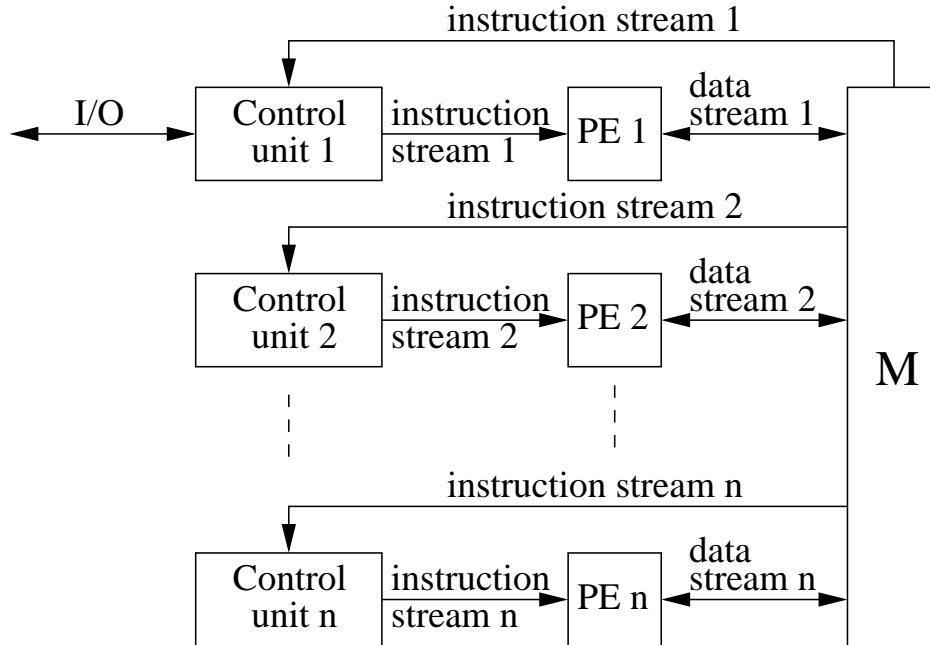 instruction stream 1
I/O
Control
unit 1
instruction
stream 1
PE 1
data
stream 1
instruction stream 2
Control
unit 2
instruction
stream 2
PE 2
data
stream 2
M
instruction stream n
Control
unit n
instruction
stream n
PE n
data
stream n